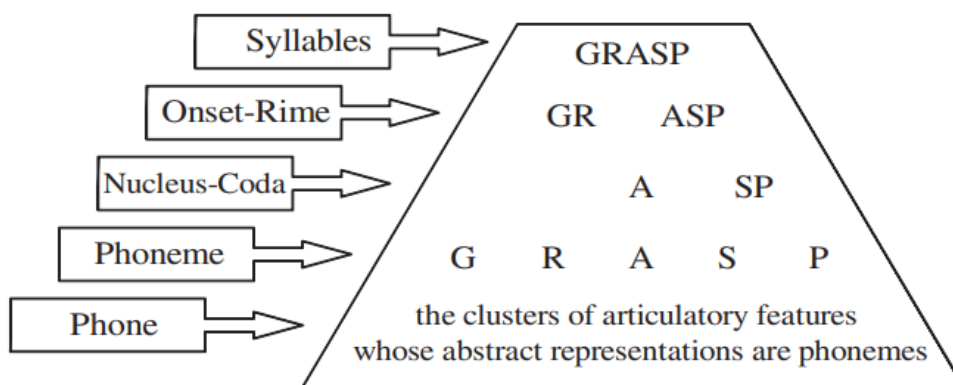 Syllables
GRASP
Onset-Rime
GR ASP
Nucleus-Coda
A SP
Phoneme
G R A S P
Phone
the clusters of articulatory features
whose abstract representations are phonemes